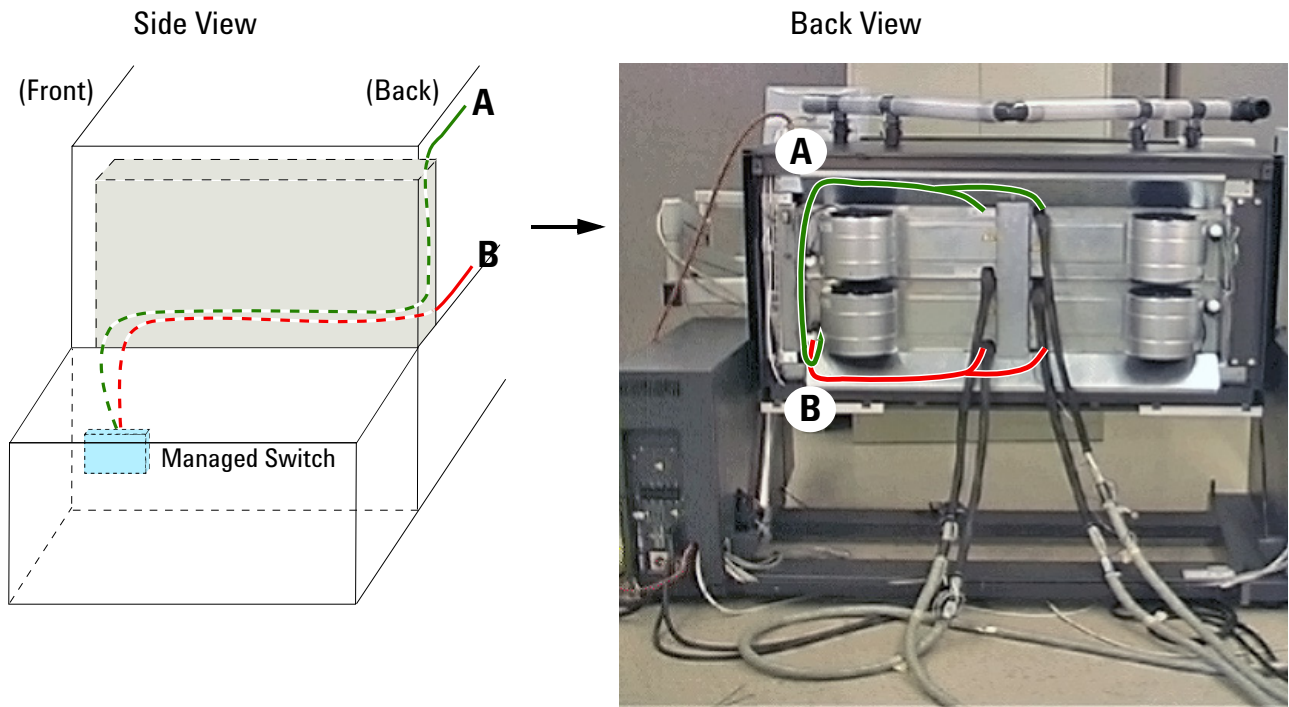 Side View
Back View
(Front)
(Back)
A
B
Managed Switch
A
B